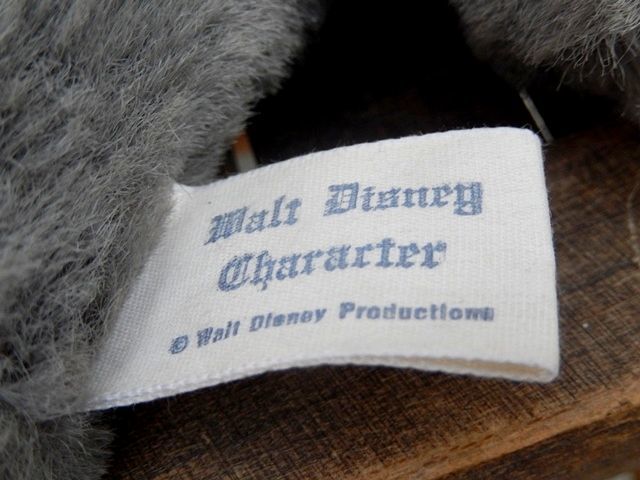 Walt Disney
Character
© Walt Disney Productions